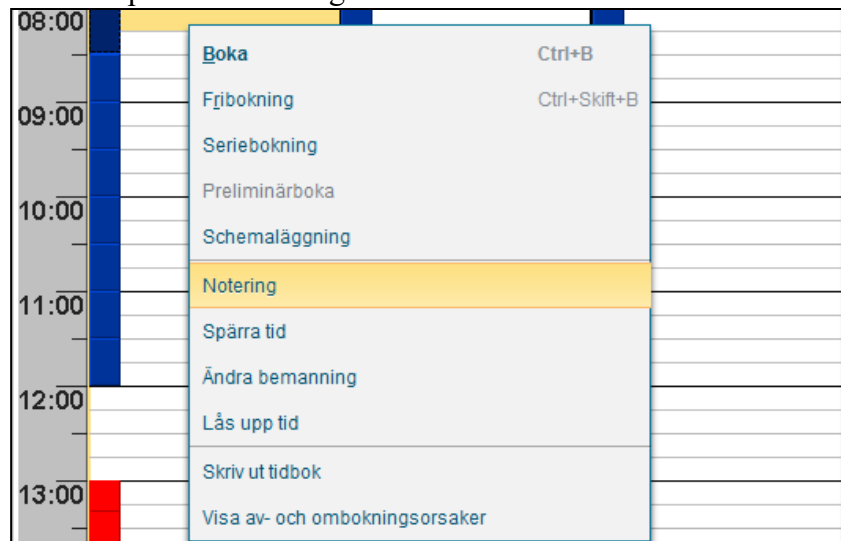 08:00
Boka Ctrl+B
09:00
Fribokning Ctrl+Skift+B
Seriebokning
Preliminärboka
10:00
Schemaläggning
Notering
11:00
Spärra tid
Ändra bemanning
12:00
Lås upp tid
Skriv ut tidbok
13:00
Visa av- och ombokningsorsaker